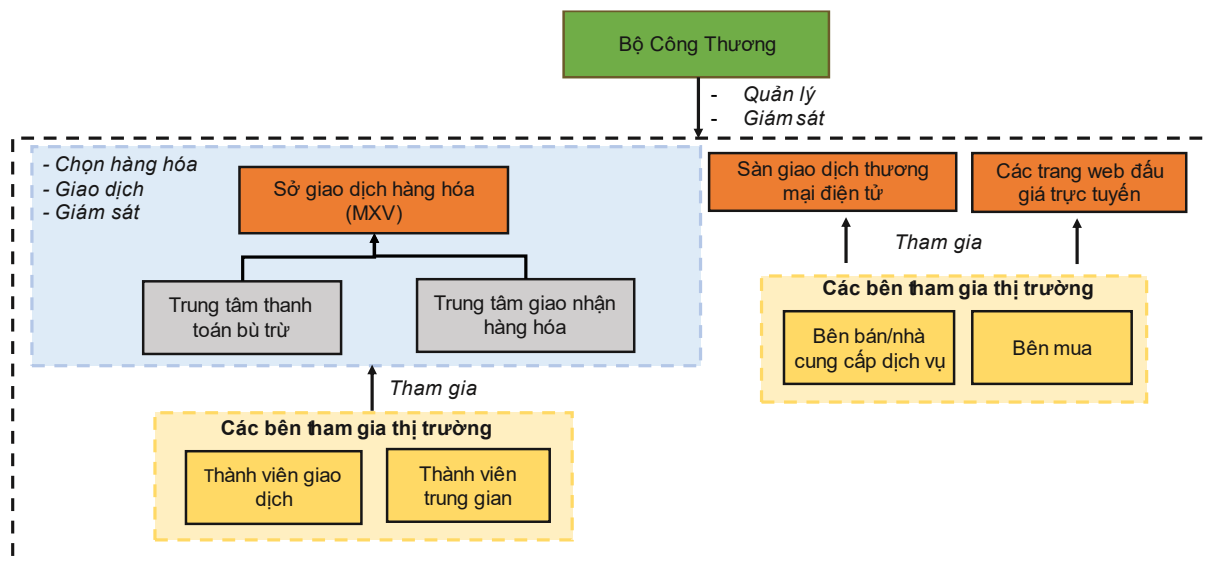 Bộ Công Thương
- Quản lý
- Giám sát
- Chọn hàng hóa
- Giao dịch
- Giám sát
Sở giao dịch hàng hóa
(MXV)
Trung tâm thanh
toán bù trừ
Trung tâm giao nhận
hàng hóa
Tham gia
Các bên tham gia thị trường
Thành viên giao
dịch
Thành viên
trung gian
Sàn giao dịch thương
mại điện tử
Các trang web đấu
giá trực tuyến
Tham gia
Các bên tham gia thị trường
Bên bán/nhà
cung cấp dịch vụ
Bên mua